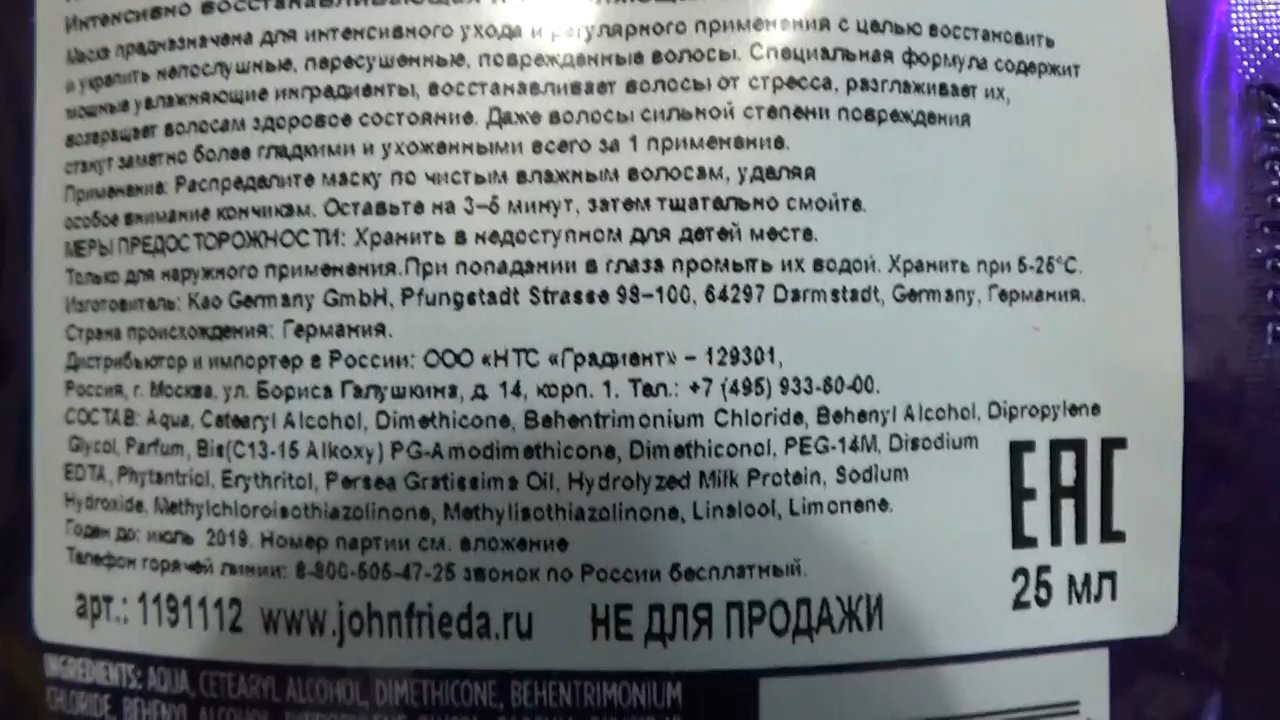 Интенсивно восстанавливающая
Маска предназначена для интенсивного ухода и регулярного применения с целью восстановить
и укрепить непослушные, пересушенные, поврежденные волосы. Специальная формула содержит
мощные увлажняющие ингредиенты, восстанавливает волосы от стресса, разглаживает их,
возвращает волосам здоровое состояние. Даже волосы сильной степени повреждения
станут заметно более гладкими и ухоженными всего за 1 применение.
Применение: Распределите маску по чистым влажным волосам, уделяя
особое внимание кончикам. Оставьте на 3–5 минут, затем тщательно смойте.
МЕРЫ ПРЕДОСТОРОЖНОСТИ: Хранить в недоступном для детей месте.
Только для наружного применения.При попадании в глаза промыть их водой. Хранить при 5-25°C.
Изготовитель: Kao Germany GmbH, Pfungstadt Strasse 98–100, 64297 Darmstadt, Germany, Германия.
Страна происхождения: Германия.
Дистрибьютор и импортер в России: ООО «НТС «Градиент» – 129301,
Россия, г. Москва, ул. Бориса Галушкина, д. 14, корп. 1. Тел.: +7 (495) 933-60-00.
СОСТАВ: Aqua, Cetearyl Alcohol, Dimethicone, Behentrimonium Chloride, Behenyl Alcohol, Dipropylene
Glycol, Parfum, Bis(C13-15 Alkoxy) PG-Amodimethicone, Dimethiconol, PEG-14M, Disodium
EDTA, Phytantriol, Erythritol, Persea Gratissima Oil, Hydrolyzed Milk Protein, Sodium
Hydroxide, Methylchloroisothiazolinone, Methylisothiazolinone, Linalool, Limonene.
Годен до: июль 2019. Номер партии см. вложение
Телефон горячей линии: 8-800-505-47-25 звонок по России бесплатный.
EAC
25 мл
арт.: 1191112 www.johnfrieda.ru НЕ ДЛЯ ПРОДАЖИ
INGREDIENTS: AQUA, CETEARYL ALCOHOL, DIMETHICONE, BEHENTRIMONIUM
CHLORIDE, BEHENYL ALCOHOL,